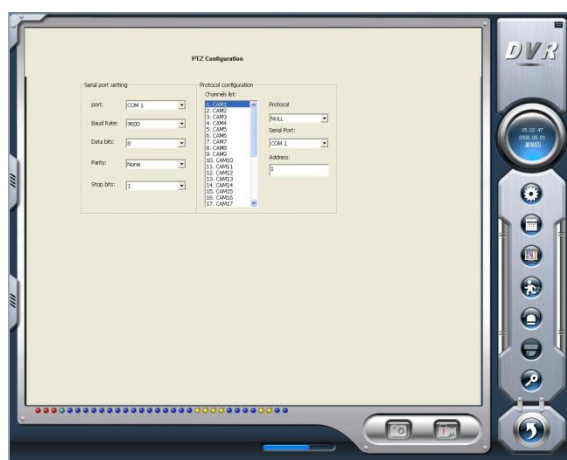 DVR
PTZ Configuration
Serial port setting
port:
COM 1
Baud Rate:
9600
Data bits:
8
Parity:
None
Stop bits:
1
Protocol configuration
Channels list:
1. CAM1
2. CAM2
3. CAM3
4. CAM4
5. CAM5
6. CAM6
7. CAM7
8. CAM8
9. CAM9
10. CAM10
11. CAM11
12. CAM12
13. CAM13
14. CAM14
15. CAM15
16. CAM16
17. CAM17
Protocol
NULL
Serial Port:
COM 1
Address:
1
15:02:47